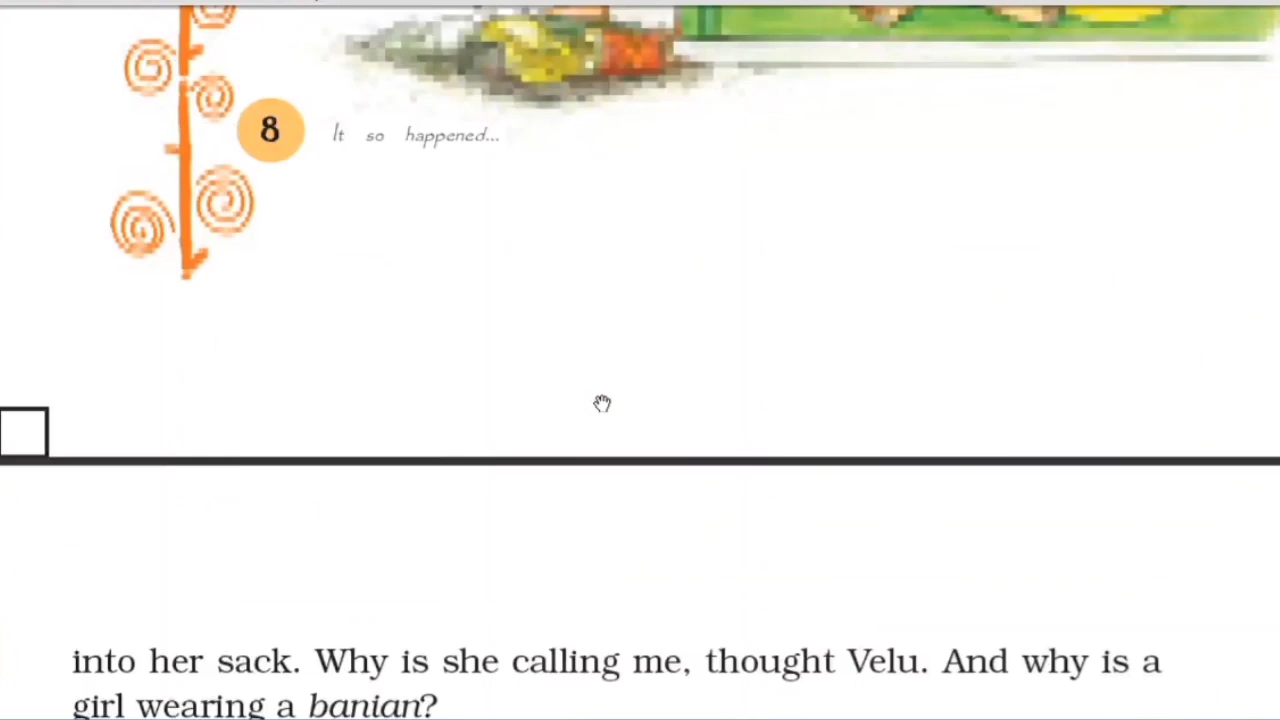 8 It so happened...
into her sack. Why is she calling me, thought Velu. And why is a
girl wearing a banian?